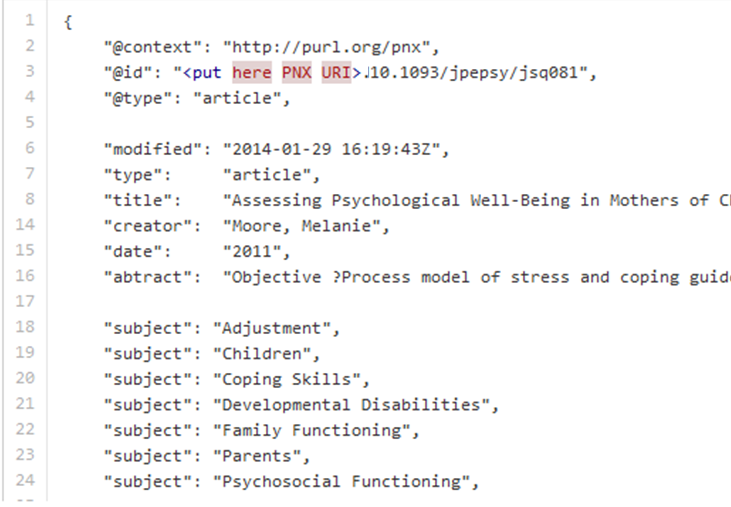 1 {
2 "@context": "http://purl.org/pnx",
3 "@id": "<put here PNX URI>/10.1093/jpepsy/jsq081",
4 "@type": "article",
5
6 "modified": "2014-01-29 16:19:43Z",
7 "type": "article",
8 "title": "Assessing Psychological Well-Being in Mothers of
14 "creator": "Moore, Melanie",
15 "date": "2011",
16 "abtract": "Objective ?Process model of stress and coping
17
18 "subject": "Adjustment",
19 "subject": "Children",
20 "subject": "Coping Skills",
21 "subject": "Developmental Disabilities",
22 "subject": "Family Functioning",
23 "subject": "Parents",
24 "subject": "Psychosocial Functioning",